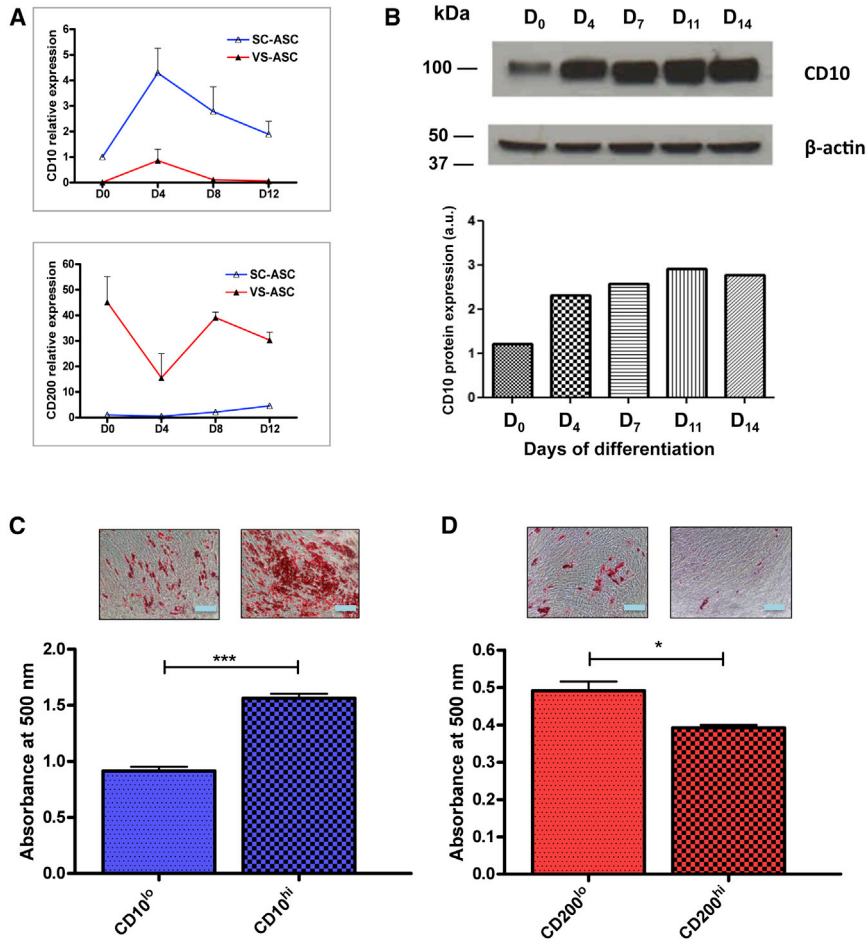 A
CD10 relative expression
6
5
4
3
2
1
0
SC-ASC
VS-ASC
D0 D4 D8 D12
CD200 relative expression
60
50
40
30
20
10
0
SC-ASC
VS-ASC
D0 D4 D8 D12
B
kDa D₀ D₄ D₇ D₁₁ D₁₄
100 CD10
50
37
β-actin
CD10 protein expression (a.u.)
4
3
2
1
0
D₀ D₄ D₇ D₁₁ D₁₄
Days of differentiation
C
Absorbance at 500 nm
2.0
1.5
1.0
0.5
0.0
***
CD10ˡᵒ CD10ʰⁱ
D
Absorbance at 500 nm
0.6
0.5
0.4
0.3
0.2
0.1
0.0
*
CD200ˡᵒ CD200ʰⁱ